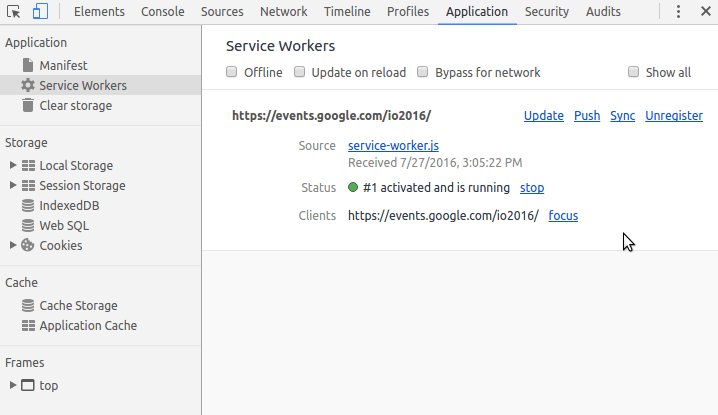 Elements Console Sources Network Timeline Profiles Application Security Audits
Application
Manifest
Service Workers
Clear storage
Storage
Local Storage
Session Storage
IndexedDB
Web SQL
Cookies
Cache
Cache Storage
Application Cache
Frames
top
Service Workers
Offline Update on reload Bypass for network Show all
https://events.google.com/io2016/ Update Push Sync Unregister
Source service-worker.js
Received 7/27/2016, 3:05:22 PM
Status #1 activated and is running stop
Clients https://events.google.com/io2016/ focus